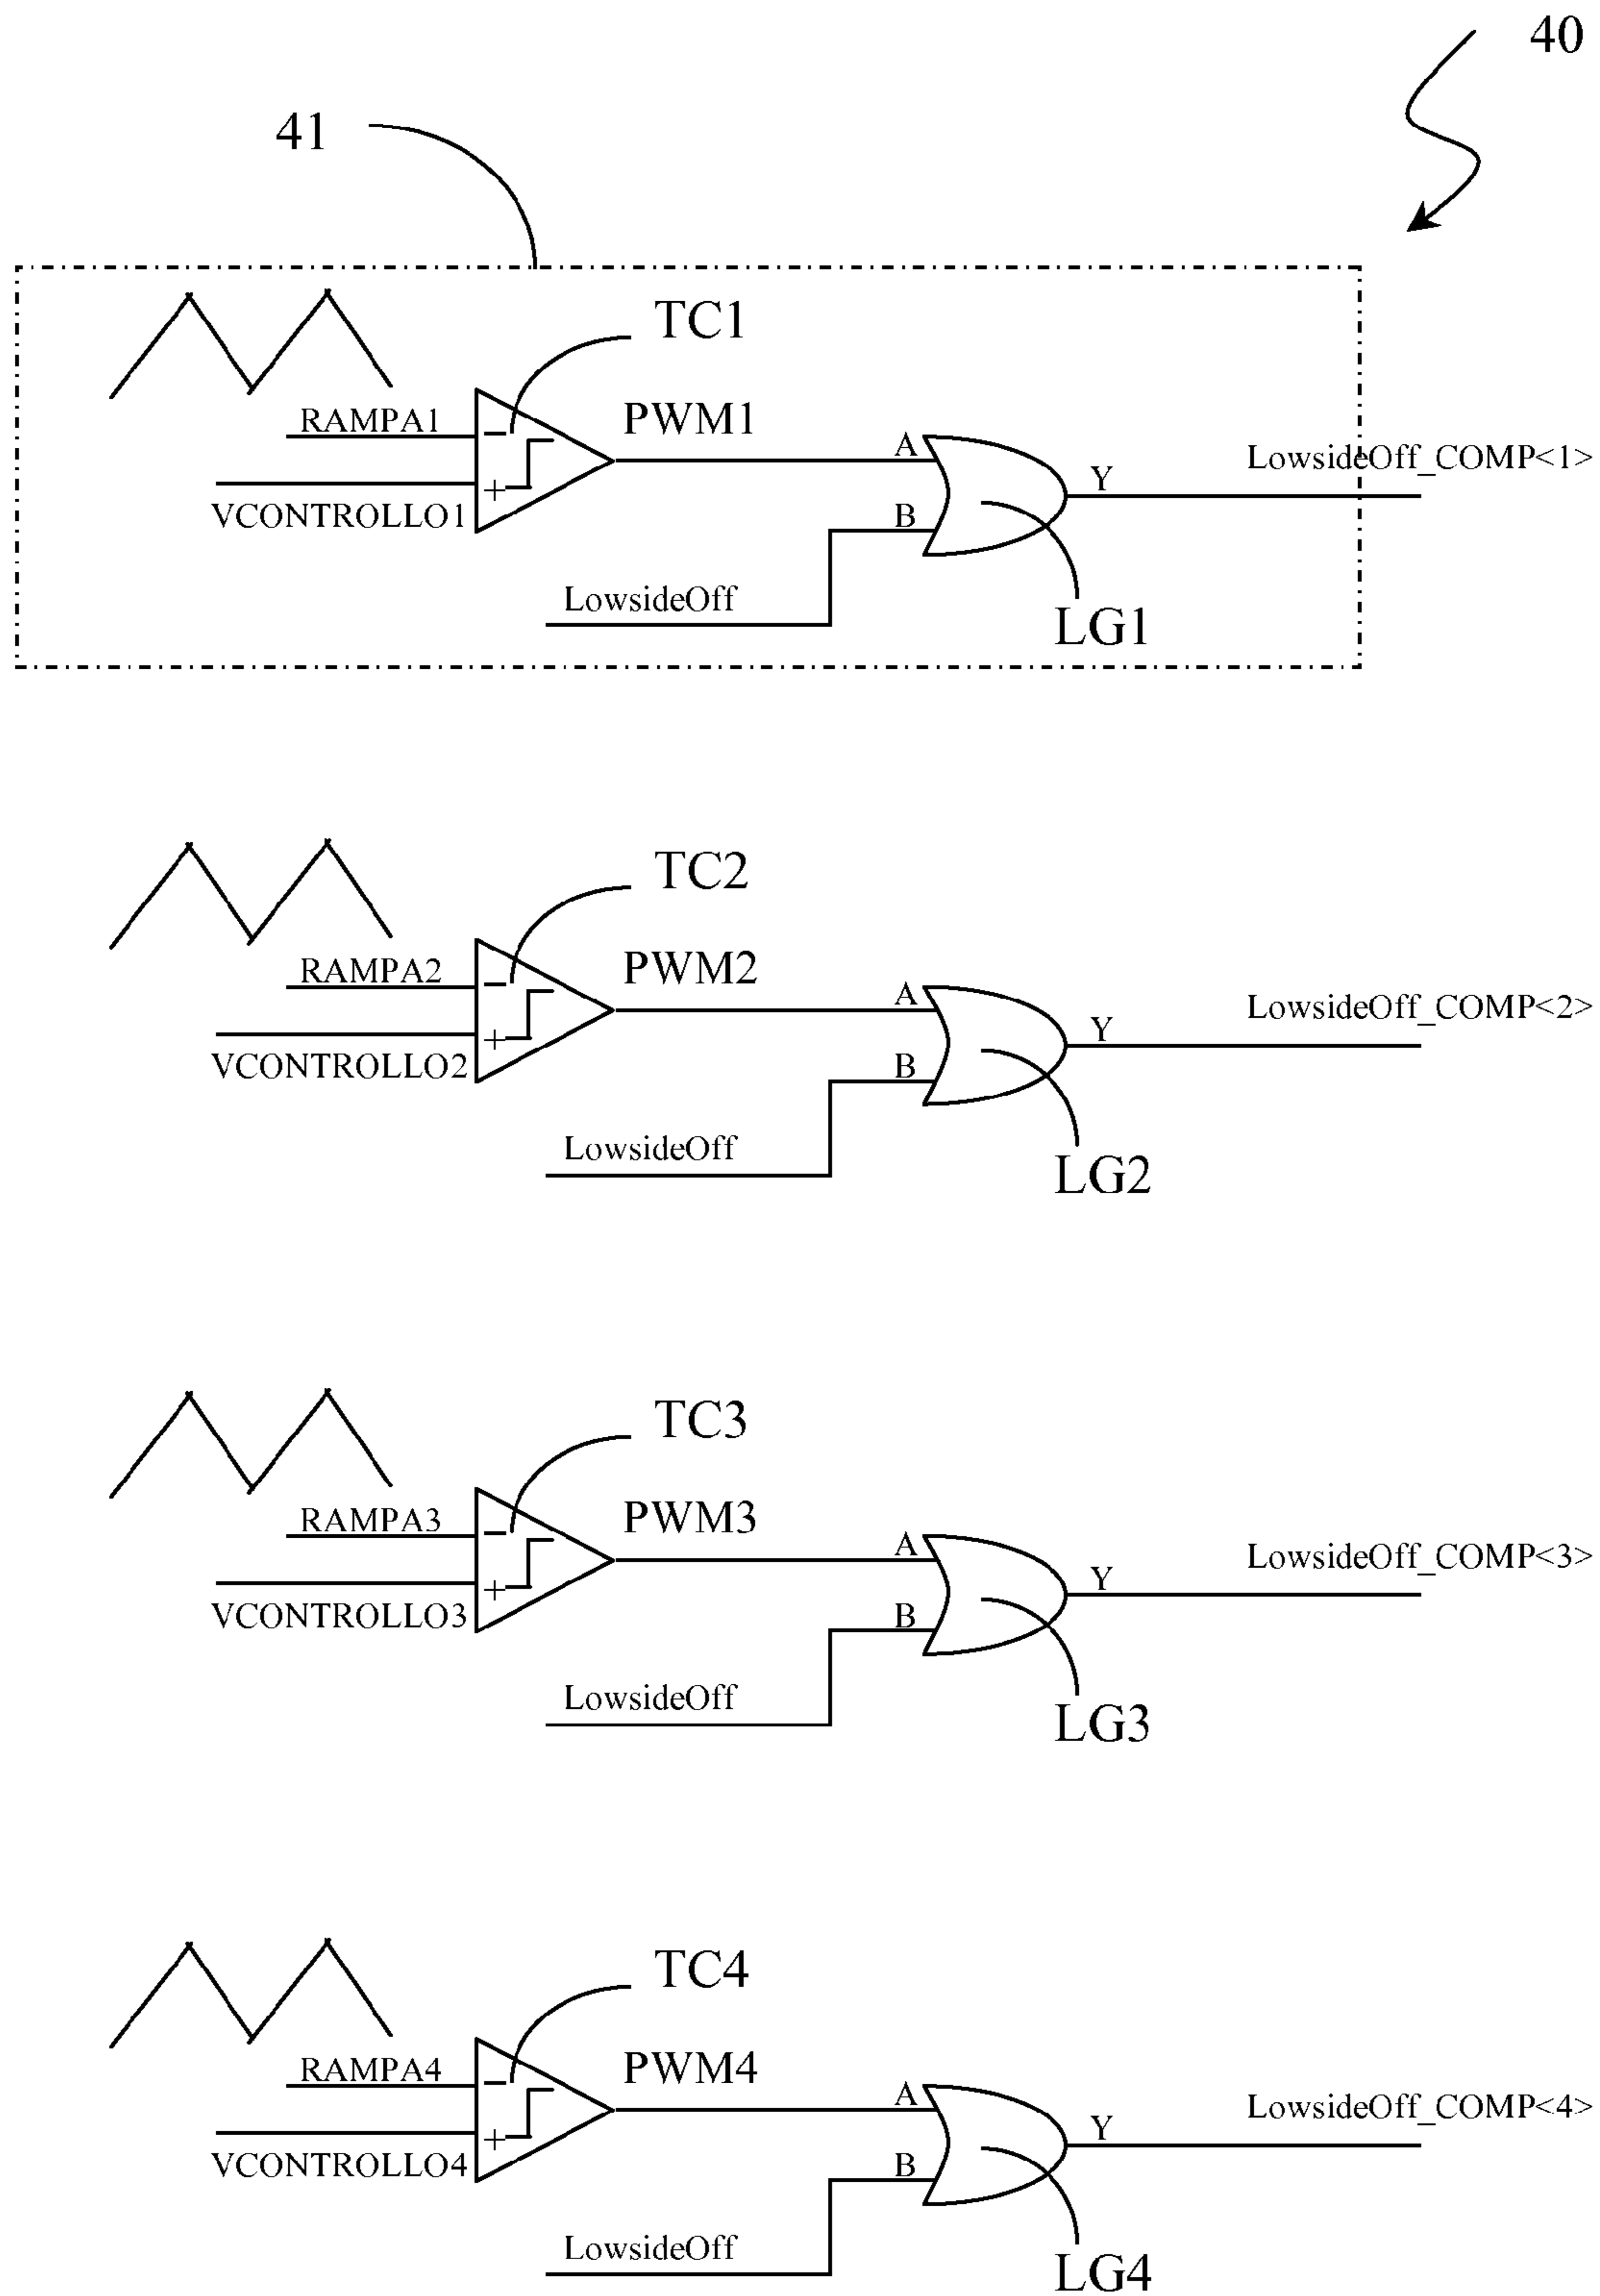 40
41
TC1
RAMPA1
PWM1
A
LowsideOff_COMP<1>
Y
VCONTROLLO1
B
LowsideOff
LG1
TC2
RAMPA2
PWM2
A
LowsideOff_COMP<2>
Y
VCONTROLLO2
B
LowsideOff
LG2
TC3
RAMPA3
PWM3
A
LowsideOff_COMP<3>
Y
VCONTROLLO3
B
LowsideOff
LG3
TC4
RAMPA4
PWM4
A
LowsideOff_COMP<4>
Y
VCONTROLLO4
B
LowsideOff
LG4